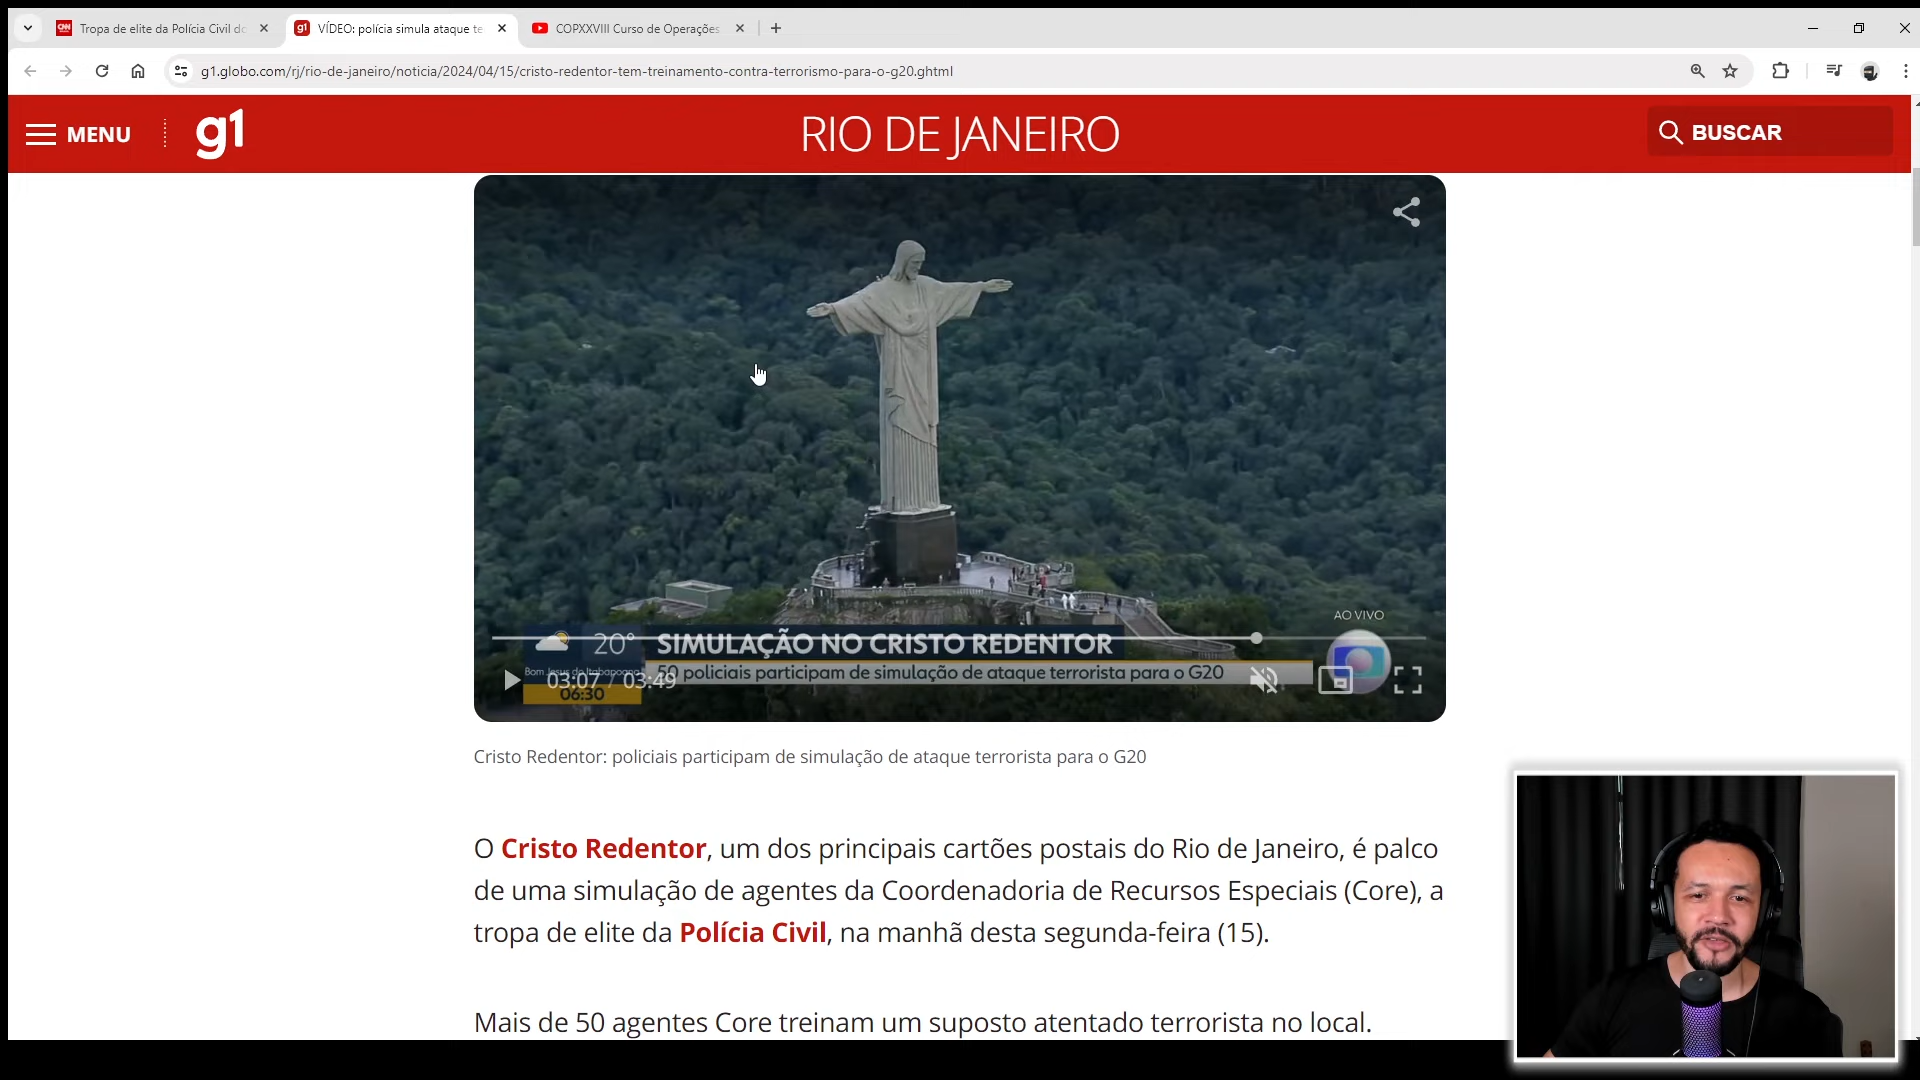 Tropa de elite da Polícia Civil do
VÍDEO: polícia simula ataque te
COPXXVIII Curso de Operações
g1.globo.com/rj/rio-de-janeiro/noticia/2024/04/15/cristo-redentor-tem-treinamento-contra-terrorismo-para-o-g20.ghtml
MENU
g1
RIO DE JANEIRO
BUSCAR
AO VIVO
20° SIMULAÇÃO NO CRISTO REDENTOR
Bom Jesus do Itabapoana
50 policiais participam de simulação de ataque terrorista para o G20
03:07 / 03:49
06:30
Cristo Redentor: policiais participam de simulação de ataque terrorista para o G20
O Cristo Redentor, um dos principais cartões postais do Rio de Janeiro, é palco
de uma simulação de agentes da Coordenadoria de Recursos Especiais (Core), a
tropa de elite da Polícia Civil, na manhã desta segunda-feira (15).
Mais de 50 agentes Core treinam um suposto atentado terrorista no local.